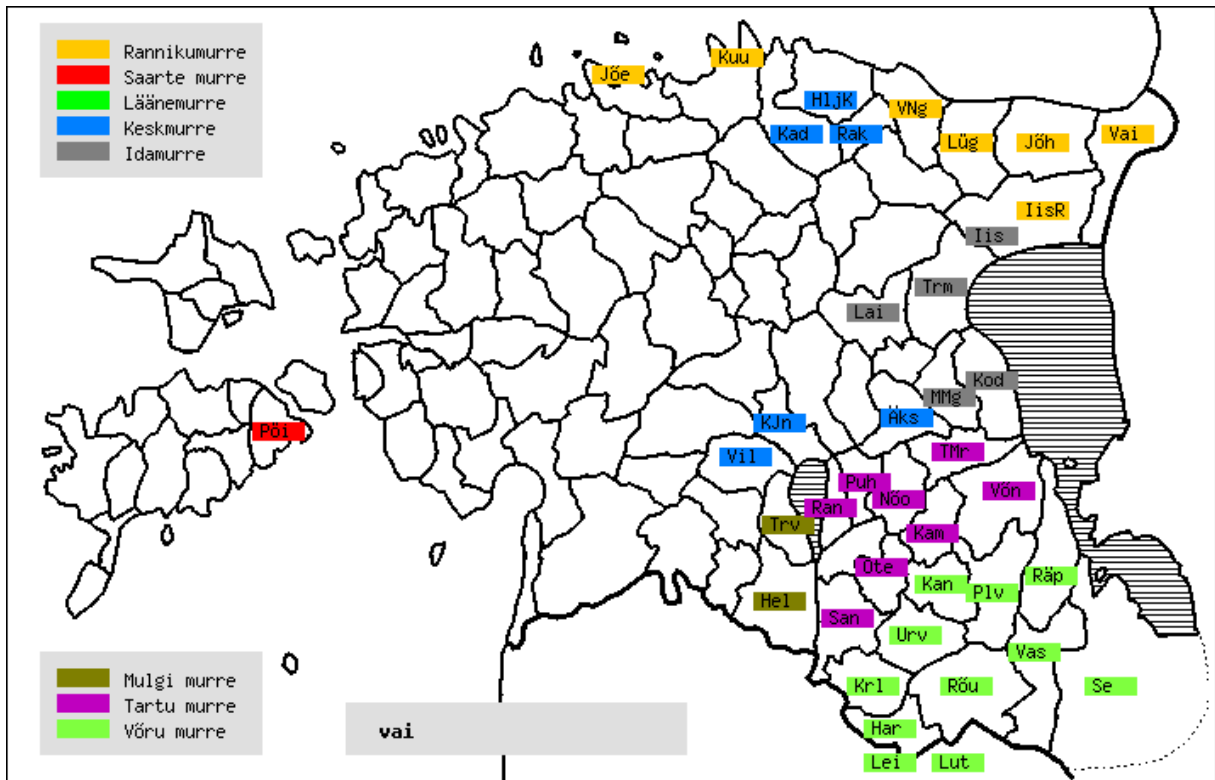 Rannikumurre
Saarte murre
Läänemurre
Keskmurre
Idamurre
Kuu
Jõe
HljK
VNg
Kad
Rak
Lüg
Jõh
Vai
IisR
Iis
Trm
Lai
Kod
MMg
Äks
KJn
Pöi
Vil
TMr
Puh
Nõo
Võn
Ran
Trv
Kam
Ote
Kan
Plv
Räp
Hel
San
Urv
Vas
Krl
Rõu
Se
Har
Lei
Lut
Mulgi murre
Tartu murre
Võru murre
vai